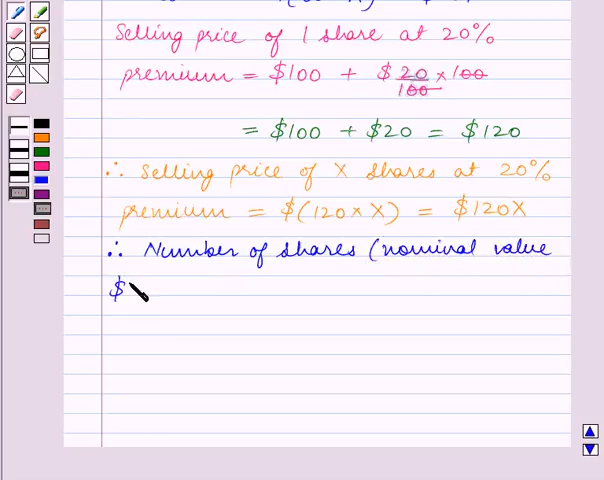 Selling price of 1 share at 20%
premium = $100 + $ 20/100 × 100
= $100 + $20 = $120
∴ Selling price of X shares at 20%
premium = $(120 × X) = $120X
∴ Number of shares (nominal value
$